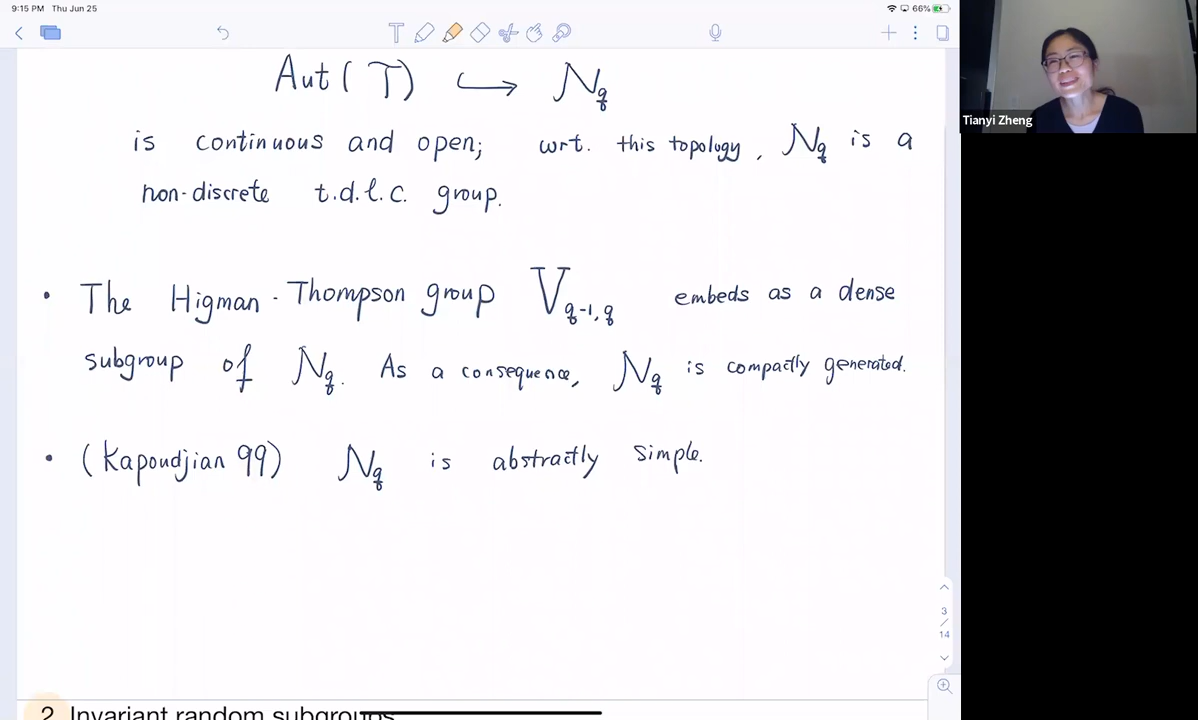 9:15 PM Thu Jun 25
66%
Aut(T) ↪ N_q
is continuous and open; wrt. this topology, N_q is a
non-discrete t.d.l.c. group.
• The Higman-Thompson group V_{q-1,q} embeds as a dense
subgroup of N_q. As a consequence, N_q is compactly generated.
• (Kapoudjian 99) N_q is abstractly simple.
3
/
14
2 Invariant random subgroups
Tianyi Zheng